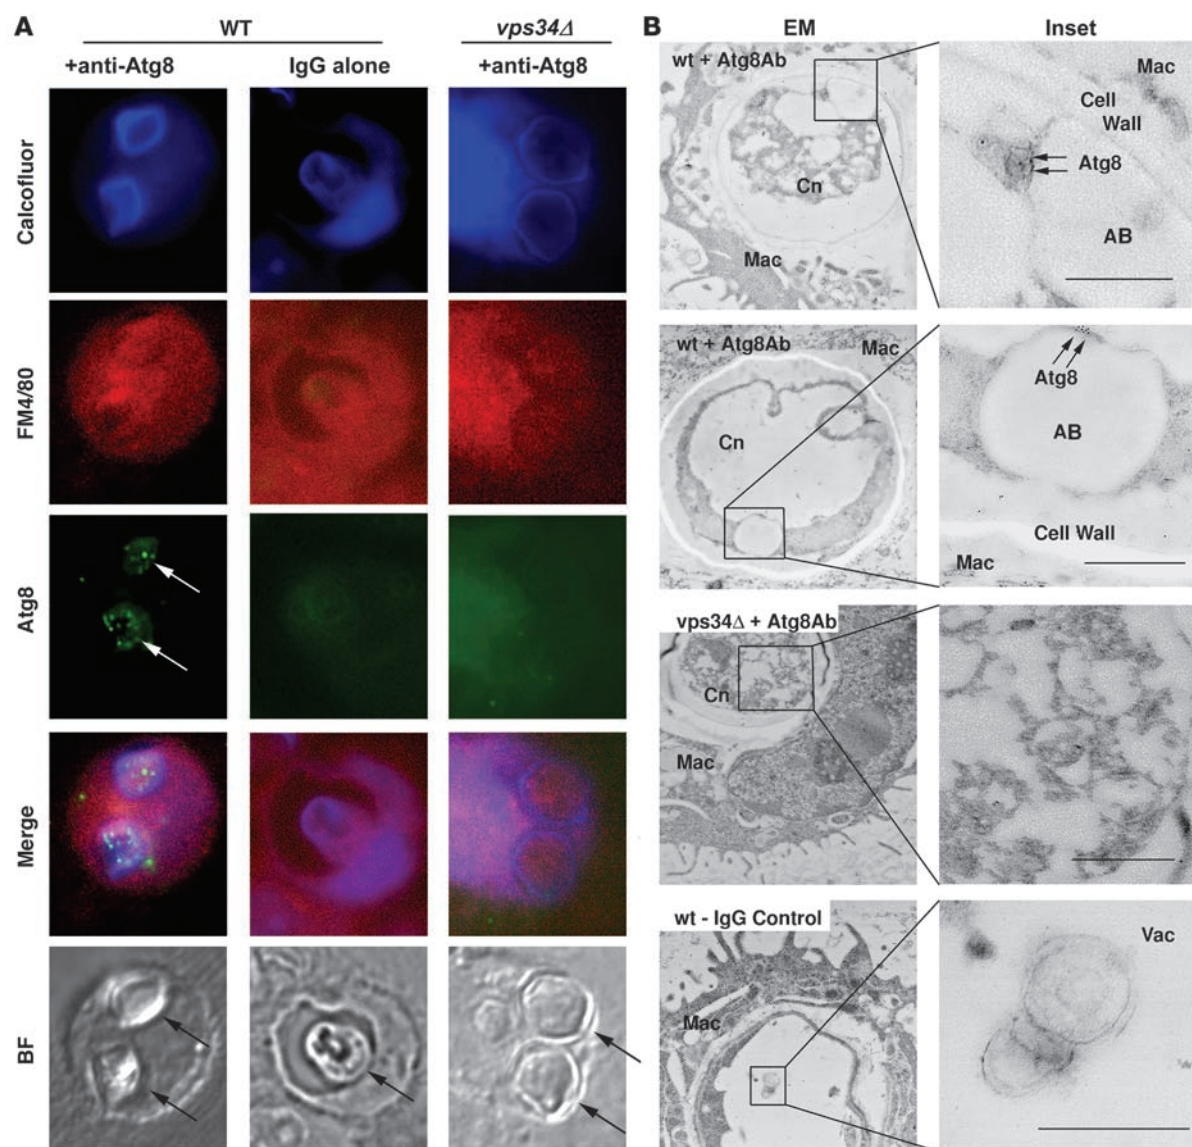 A
WT
vps34Δ
+anti-Atg8
IgG alone
+anti-Atg8
Calcofluor
FM4/80
Atg8
Merge
BF
B
EM
Inset
wt + Atg8Ab
Cn
Mac
Mac
Cell
Wall
Atg8
AB
wt + Atg8Ab
Mac
Cn
Atg8
AB
Cell Wall
Mac
vps34Δ + Atg8Ab
Cn
Mac
wt - IgG Control
Mac
Vac